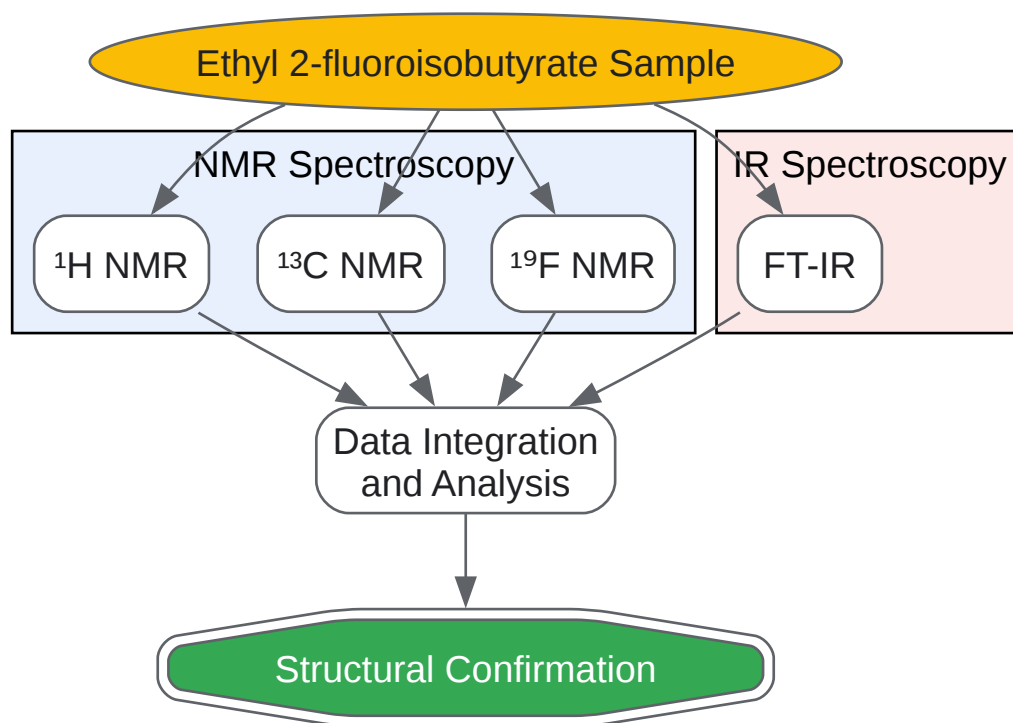 Ethyl 2-fluoroisobutyrate Sample
NMR Spectroscopy
IR Spectroscopy
¹H NMR
¹³C NMR
¹⁹F NMR
FT-IR
Data Integration
and Analysis
Structural Confirmation